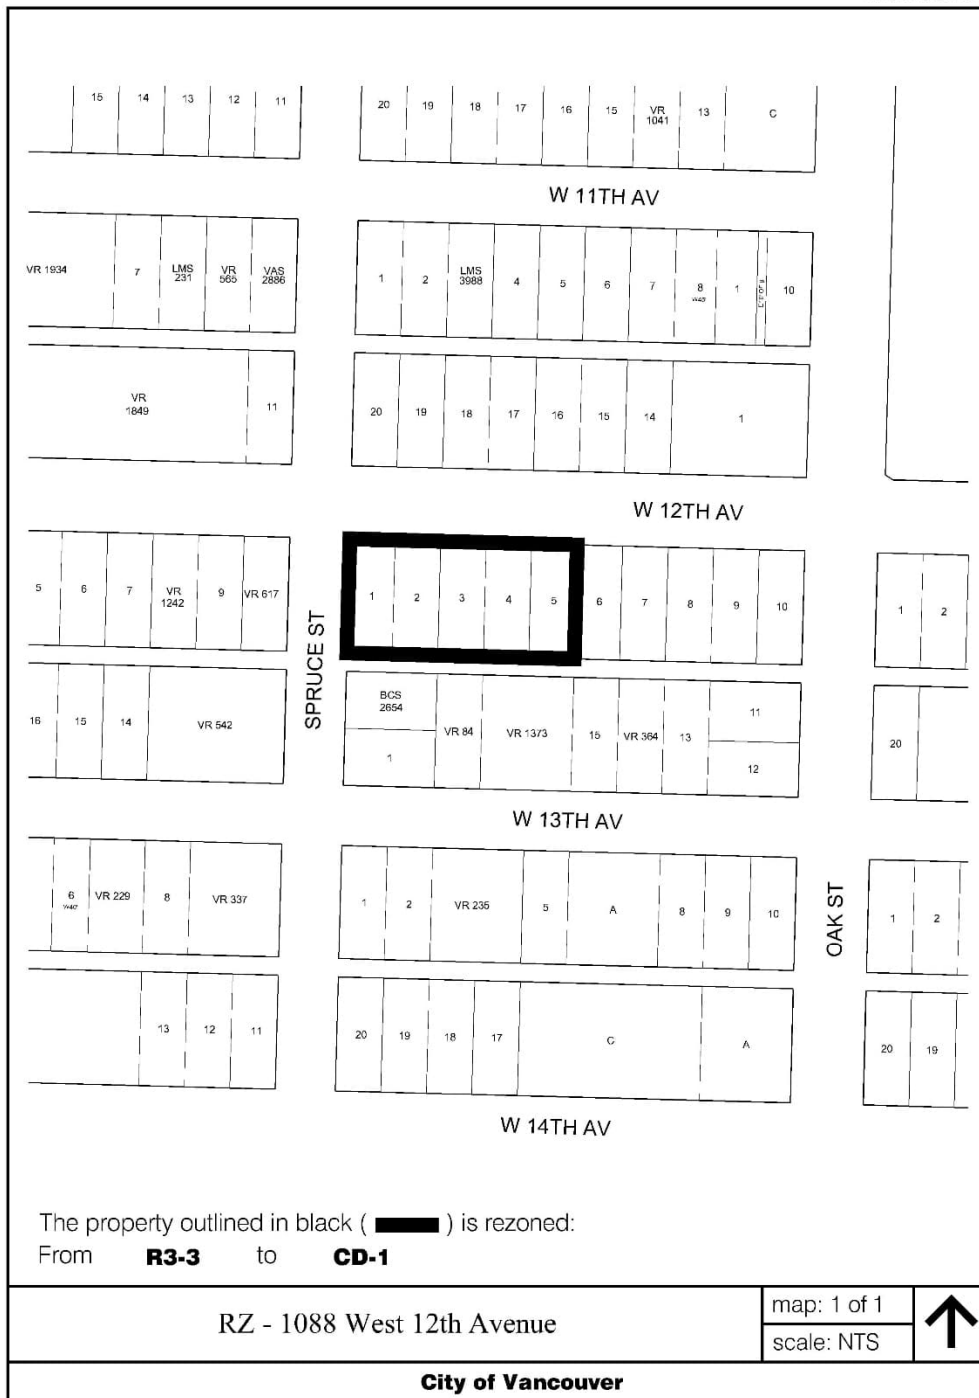 15 14 13 12 11 20 19 18 17 16 15 VR 13 C
1041
W 11TH AV
VR 1934 7 LMS VR VAS 1 2 LMS 4 5 6 7 8 1 10
231 565 2886 3988
VR 11 20 19 18 17 16 15 14 1
1849
W 12TH AV
5 6 7 VR 9 VR 617 1 2 3 4 5 6 7 8 9 10 1 2
1242
SPRUCE ST
BCS
2654
16 15 14 VR 542 1 VR 84 VR 1373 15 VR 364 13 11 20
12
W 13TH AV
6 VR 229 8 VR 337 1 2 VR 235 5 A 8 9 10 1 2
OAK ST
13 12 11 20 19 18 17 C A 20 19
W 14TH AV
The property outlined in black ( ) is rezoned:
From R3-3 to CD-1
RZ - 1088 West 12th Avenue
map: 1 of 1
scale: NTS
City of Vancouver